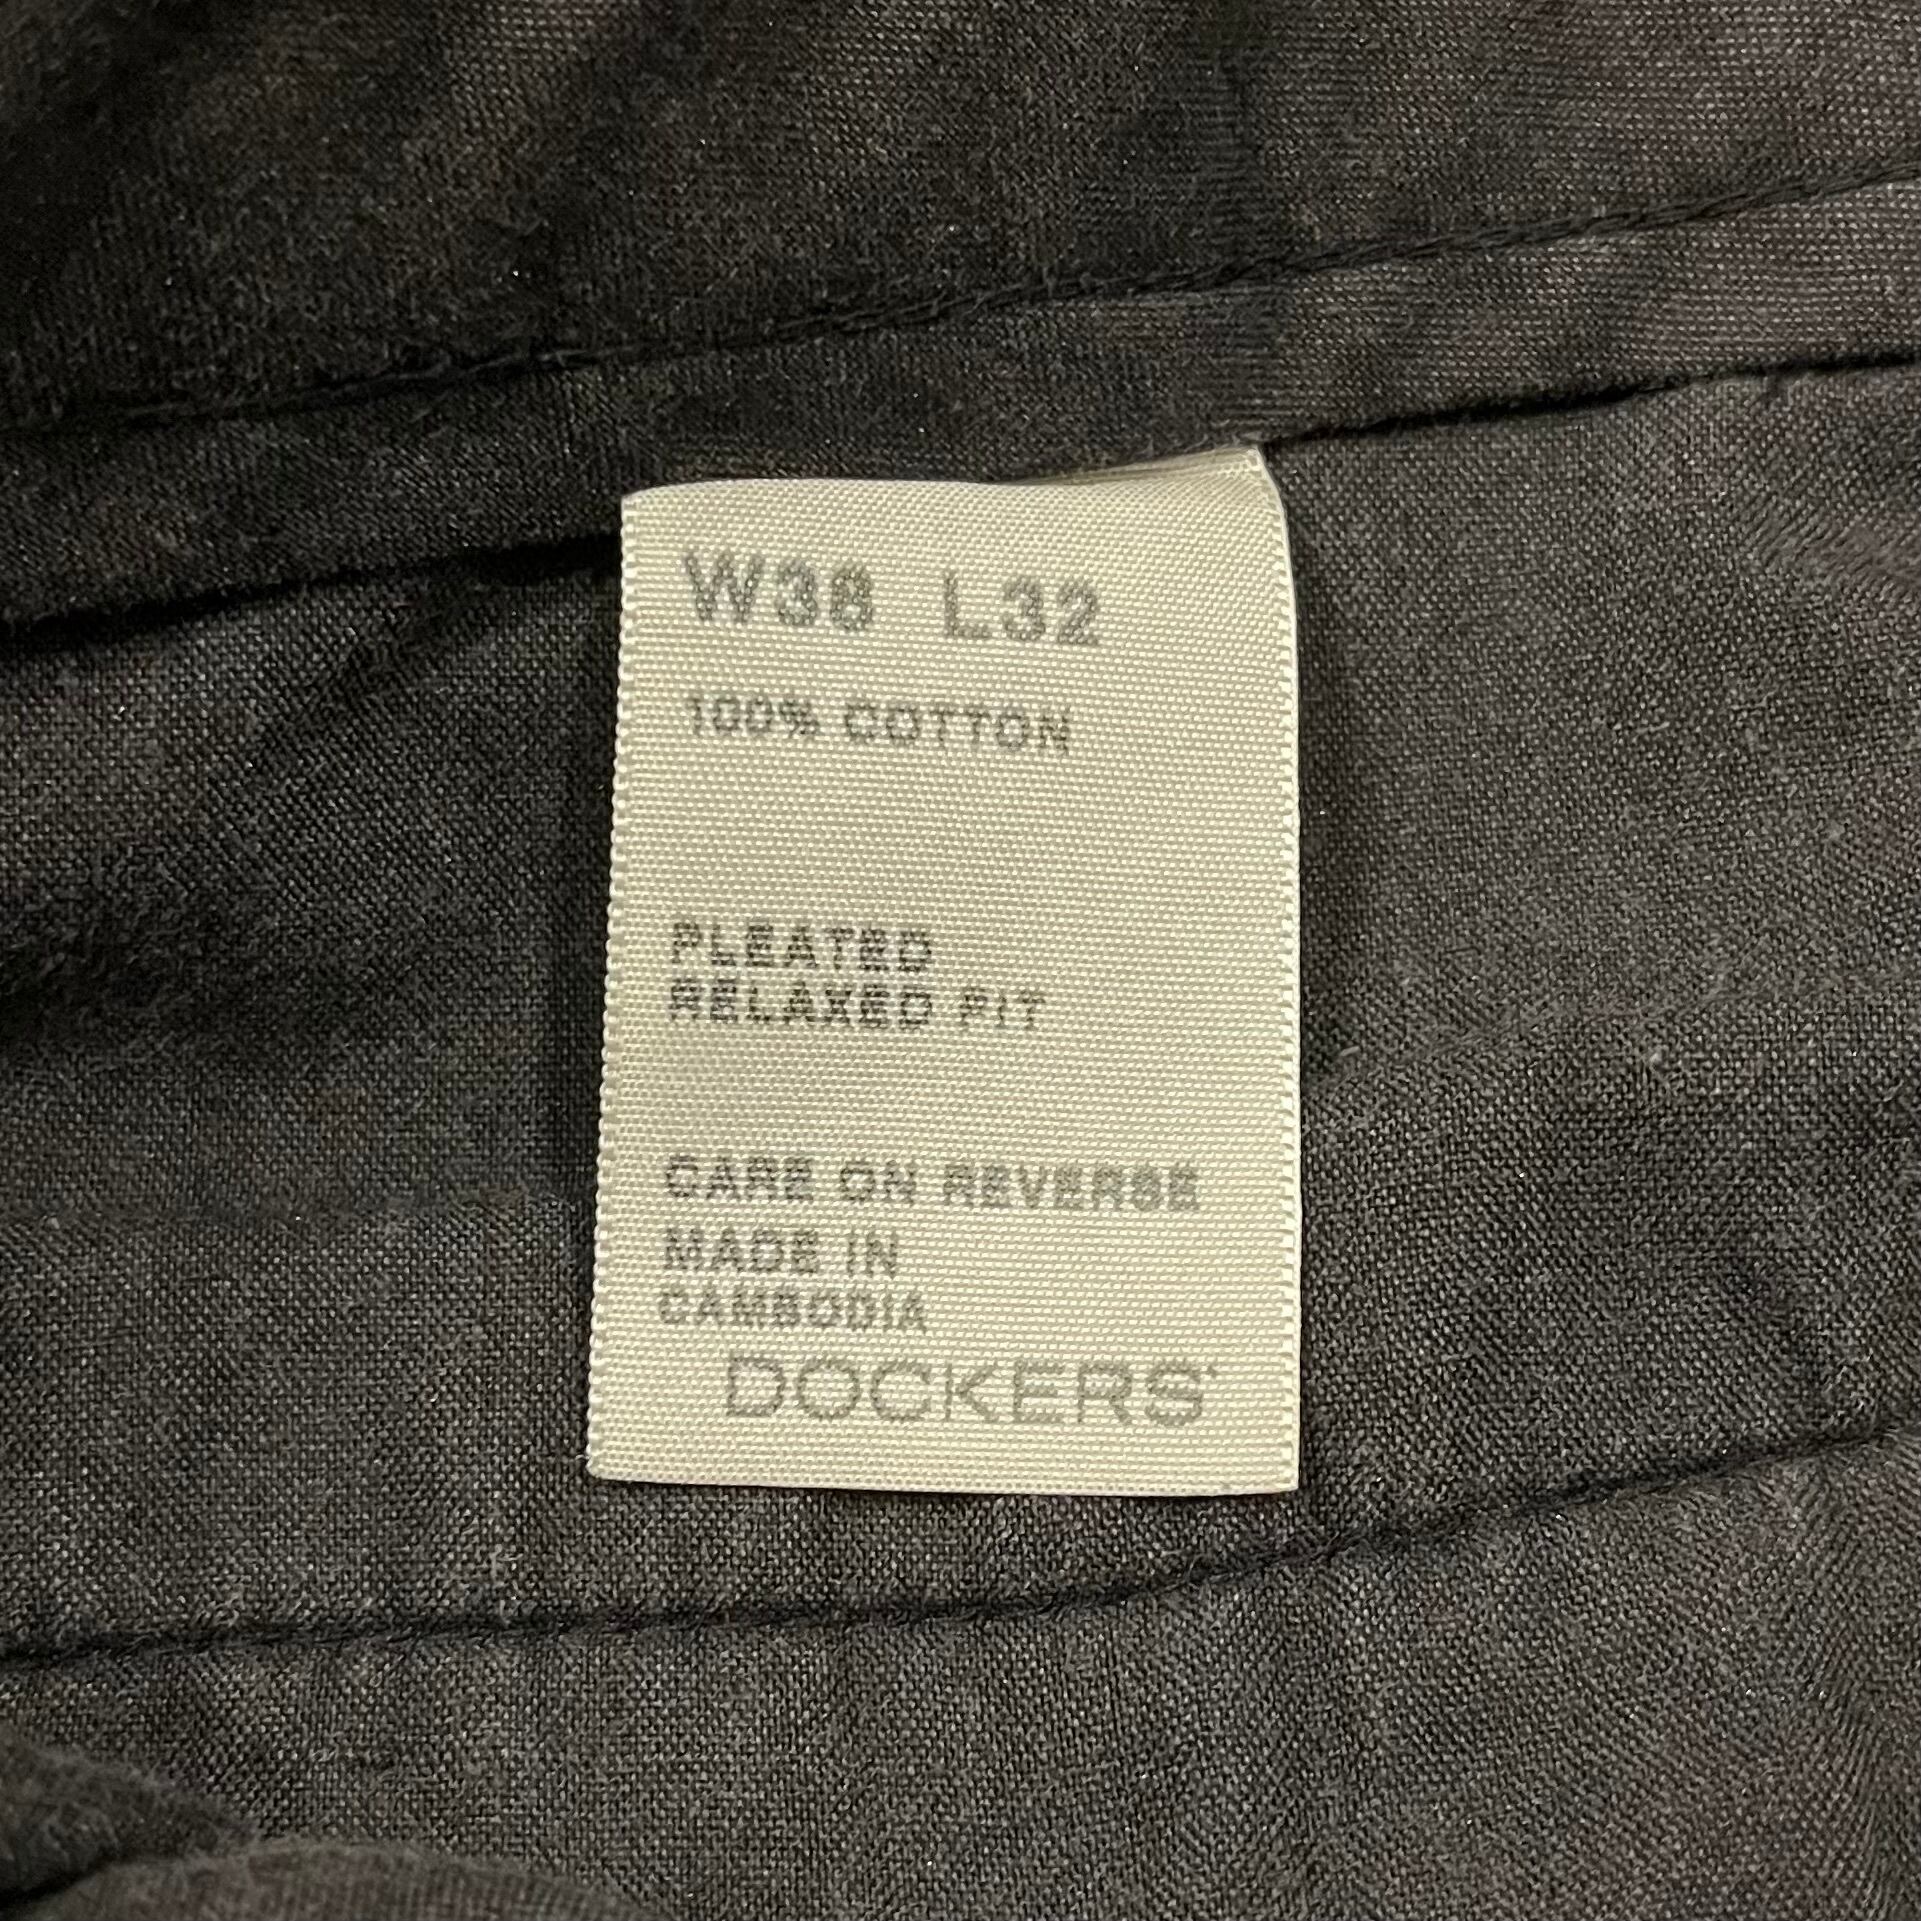 W38 L32
100% COTTON
PLEATED
RELAXED FIT
CARE ON REVERSE
MADE IN
CAMBODIA
DOCKERS